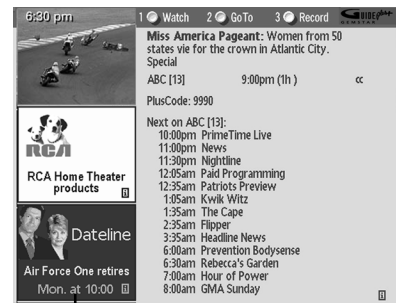 6:30 pm
1 Watch 2 GoTo 3 Record GUIDE Plus+ GEMSTAR
Miss America Pageant: Women from 50
states vie for the crown in Atlantic City.
Special
ABC [13] 9:00pm (1h ) cc
PlusCode: 9990
Next on ABC [13]:
10:00pm PrimeTime Live
11:00pm News
11:30pm Nightline
12:05am Paid Programming
12:35am Patriots Preview
1:05am Kwik Witz
1:35am The Cape
2:35am Flipper
3:35am Headline News
6:00am Prevention Bodysense
6:30am Rebecca's Garden
7:00am Hour of Power
8:00am GMA Sunday
i
RCA
RCA Home Theater
products i
Dateline
Air Force One retires
Mon. at 10:00 i